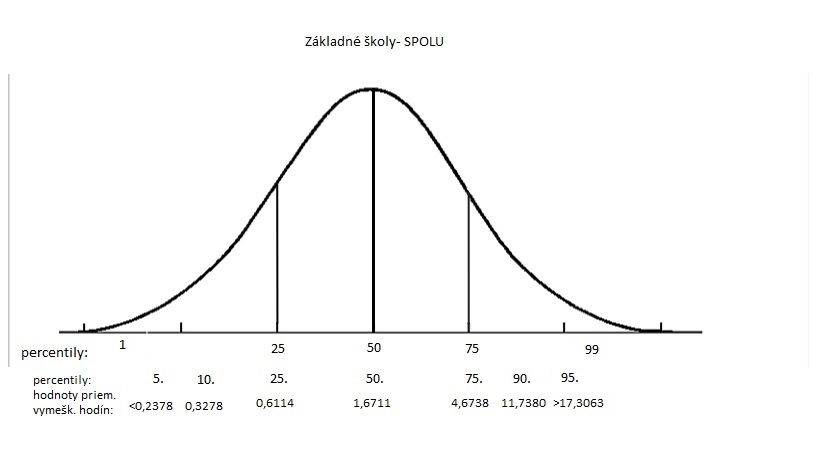 Základné školy- SPOLU
percentily: 1 25 50 75 99
percentily: 5. 10. 25. 50. 75. 90. 95.
hodnoty priem.
vymešk. hodín: <0,2378 0,3278 0,6114 1,6711 4,6738 11,7380 >17,3063